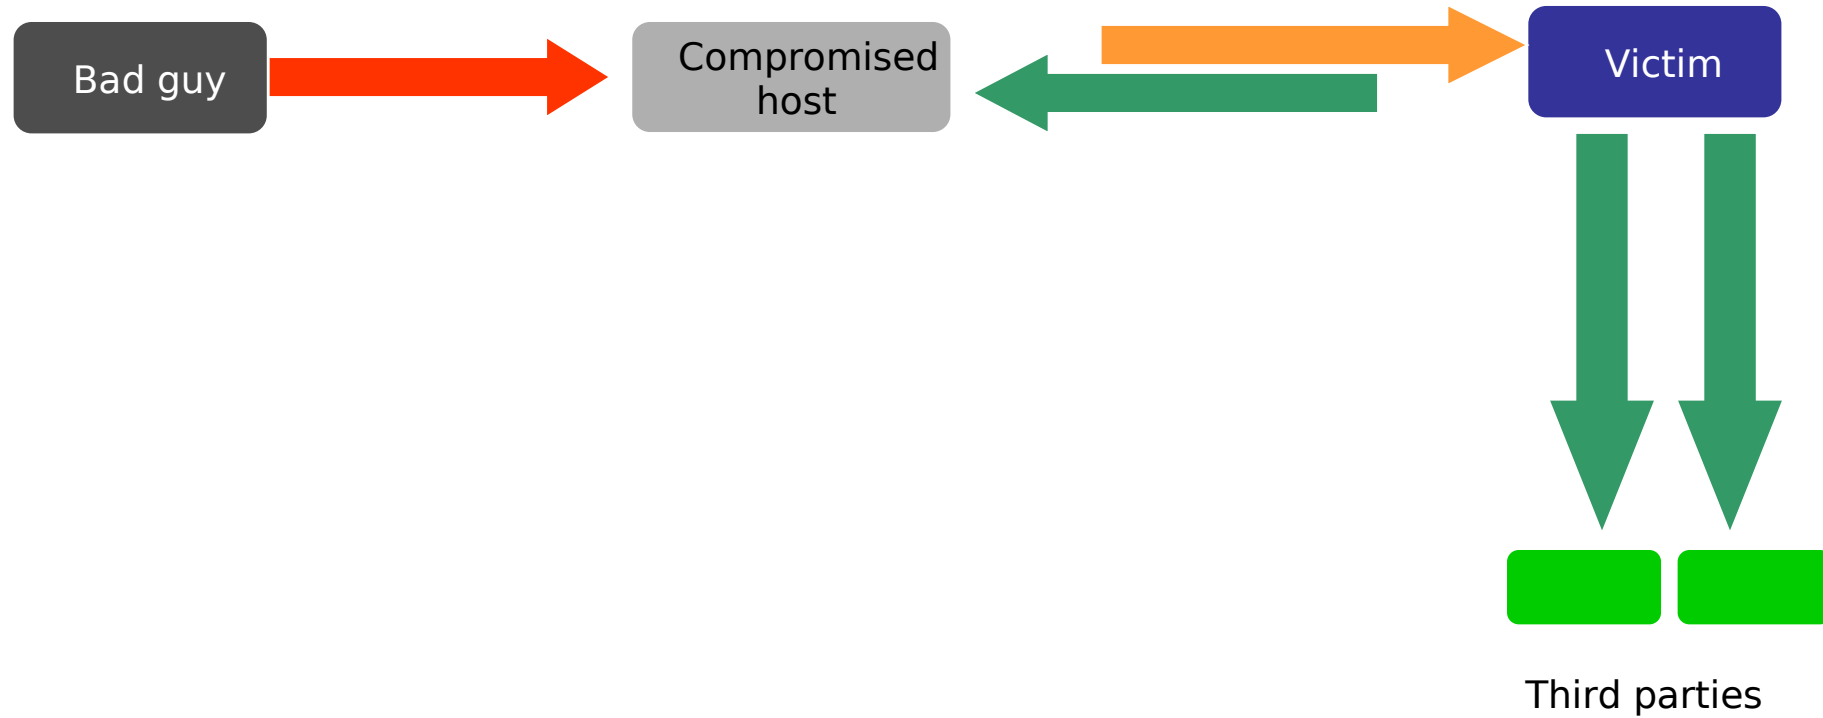 Bad guy
Compromised
host
Victim
Third parties